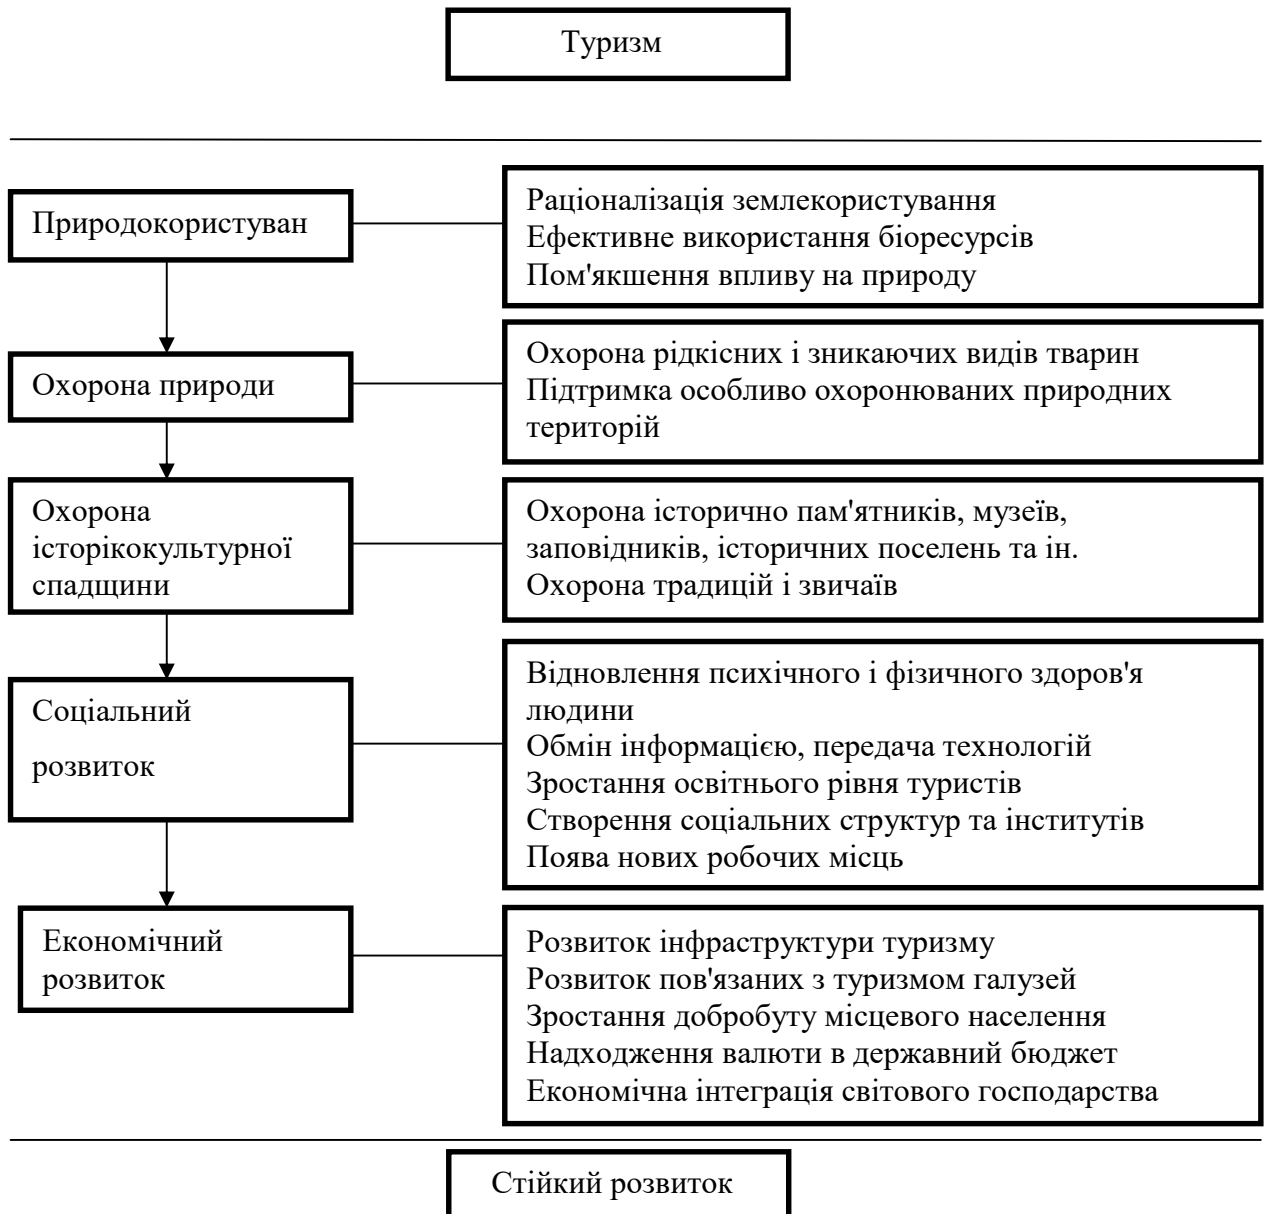 Туризм
Природокористуван
Раціоналізація землекористування
Ефективне використання біоресурсів
Пом'якшення впливу на природу
Охорона природи
Охорона рідкісних і зникаючих видів тварин
Підтримка особливо охоронюваних природних
територій
Охорона
історікокультурної
спадщини
Охорона історично пам'ятників, музеїв,
заповідників, історичних поселень та ін.
Охорона традицій і звичаїв
Соціальний
розвиток
Відновлення психічного і фізичного здоров'я
людини
Обмін інформацією, передача технологій
Зростання освітнього рівня туристів
Створення соціальних структур та інститутів
Поява нових робочих місць
Економічний
розвиток
Розвиток інфраструктури туризму
Розвиток пов'язаних з туризмом галузей
Зростання добробуту місцевого населення
Надходження валюти в державний бюджет
Економічна інтеграція світового господарства
Стійкий розвиток